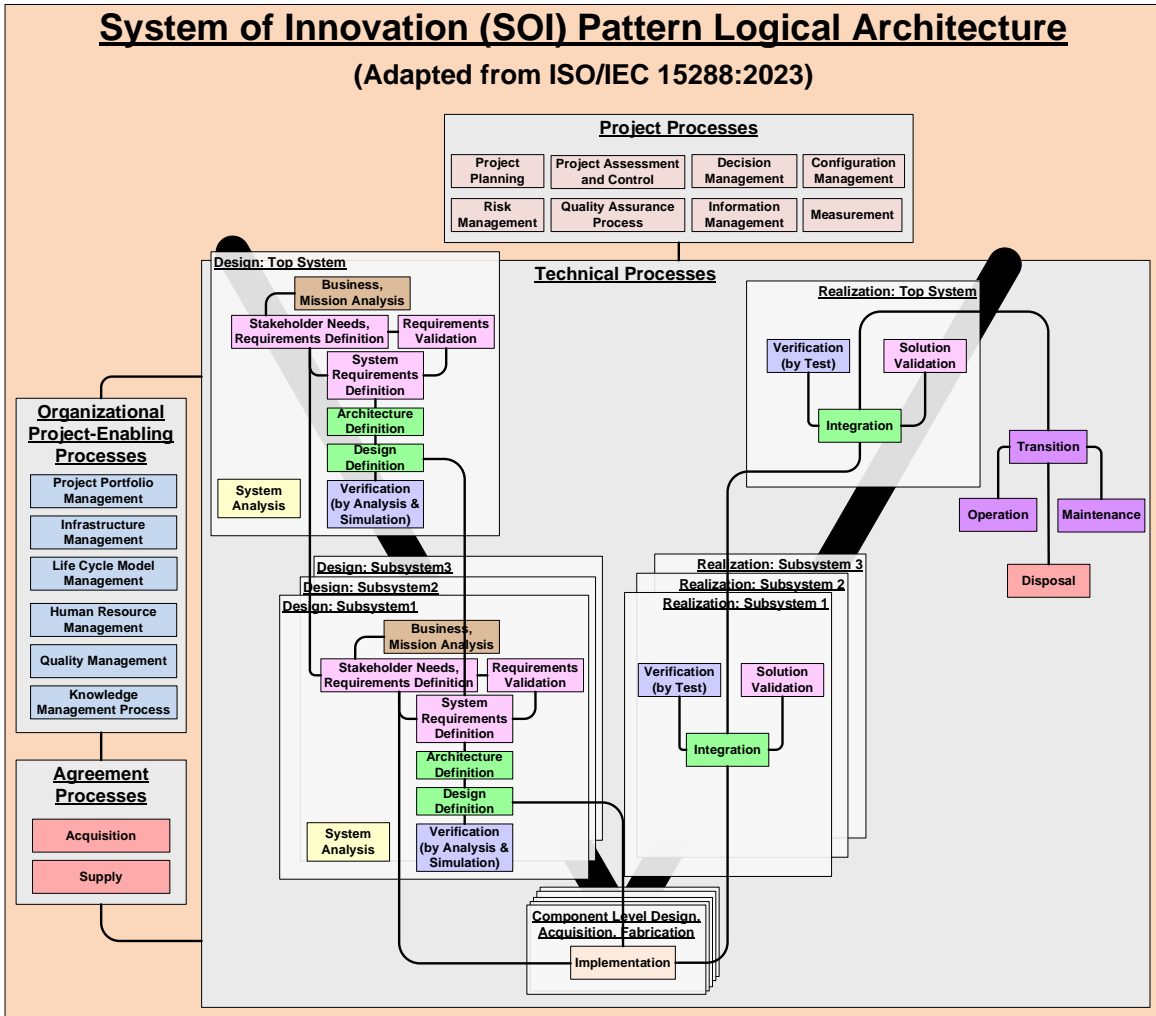 System of Innovation (SOI) Pattern Logical Architecture
(Adapted from ISO/IEC 15288:2023)
Project Processes
Project
Planning
Project Assessment
and Control
Decision
Management
Configuration
Management
Risk
Management
Quality Assurance
Process
Information
Management
Measurement
Technical Processes
Design: Top System
Business,
Mission Analysis
Stakeholder Needs,
Requirements Definition
Requirements
Validation
System
Requirements
Definition
Architecture
Definition
Design
Definition
System
Analysis
Verification
(by Analysis &
Simulation)
Design: Subsystem3
Design: Subsystem2
Design: Subsystem1
Business,
Mission Analysis
Stakeholder Needs,
Requirements Definition
Requirements
Validation
System
Requirements
Definition
Architecture
Definition
Design
Definition
System
Analysis
Verification
(by Analysis &
Simulation)
Component Level Design,
Acquisition, Fabrication
Implementation
Realization: Top System
Verification
(by Test)
Solution
Validation
Integration
Realization: Subsystem 3
Realization: Subsystem 2
Realization: Subsystem 1
Verification
(by Test)
Solution
Validation
Integration
Transition
Operation
Maintenance
Disposal
Organizational
Project-Enabling
Processes
Project Portfolio
Management
Infrastructure
Management
Life Cycle Model
Management
Human Resource
Management
Quality Management
Knowledge
Management Process
Agreement
Processes
Acquisition
Supply